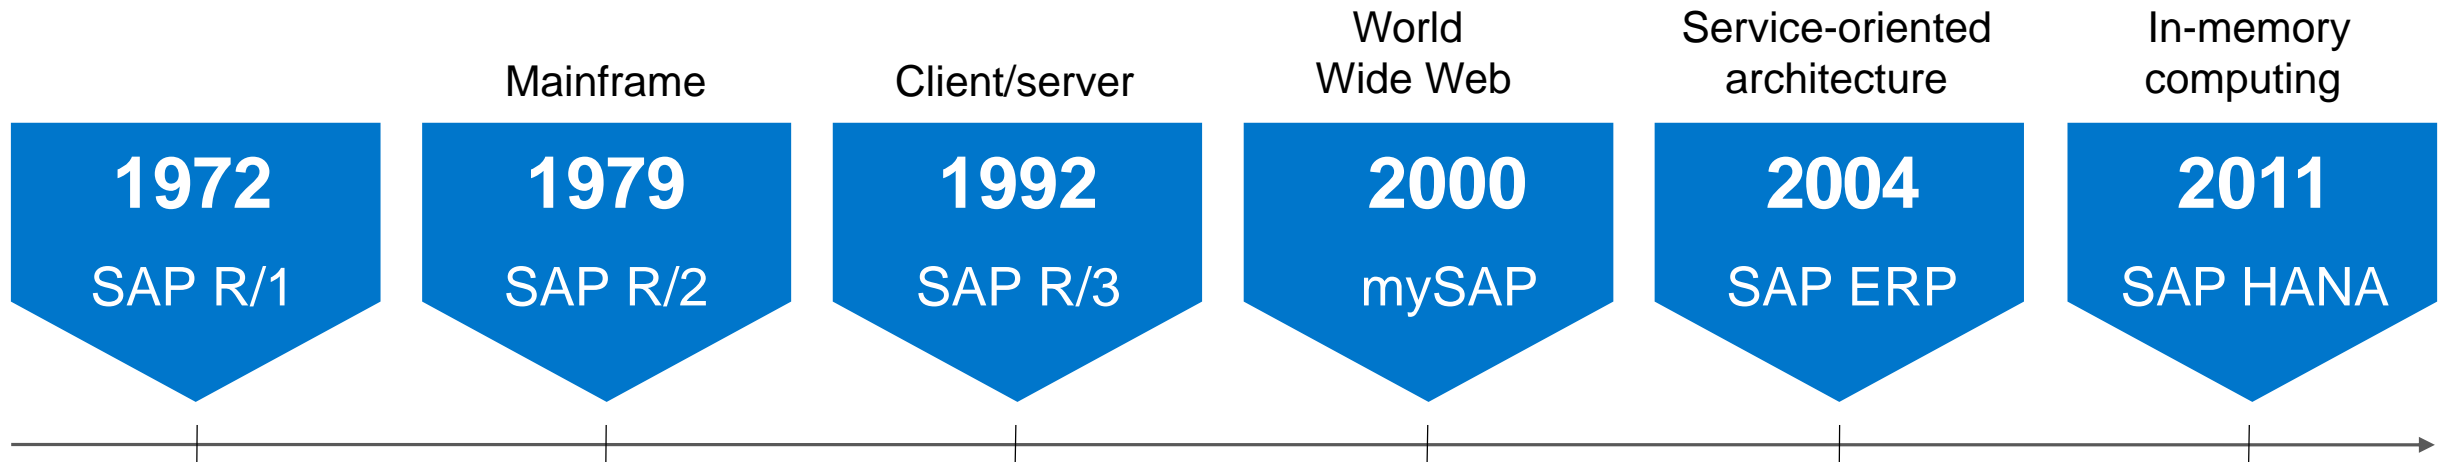 1972
SAP R/1
Mainframe
1979
SAP R/2
Client/server
1992
SAP R/3
World
Wide Web
2000
mySAP
Service-oriented
architecture
2004
SAP ERP
In-memory
computing
2011
SAP HANA